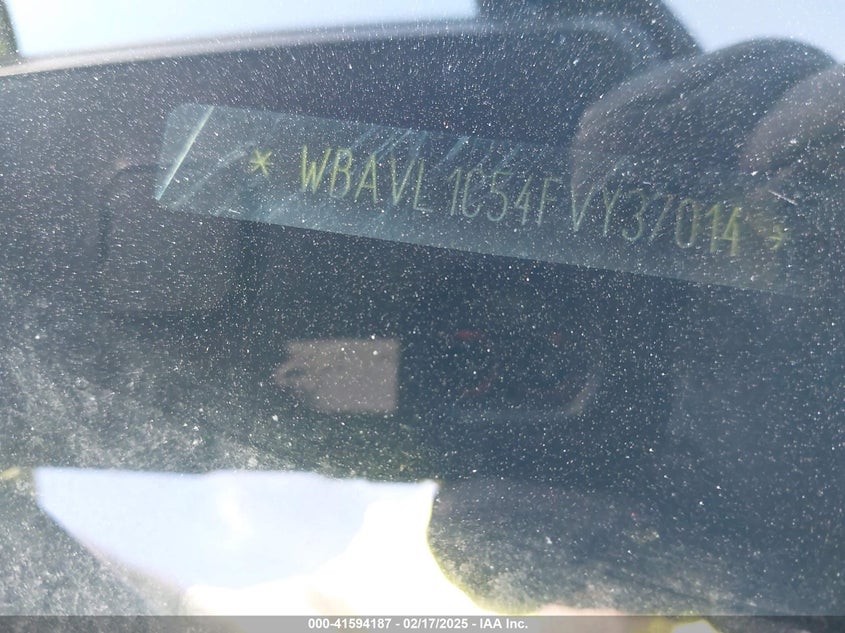 * WBAVL1C54FVY37014 *
000-41594187 - 02/17/2025 - IAA Inc.